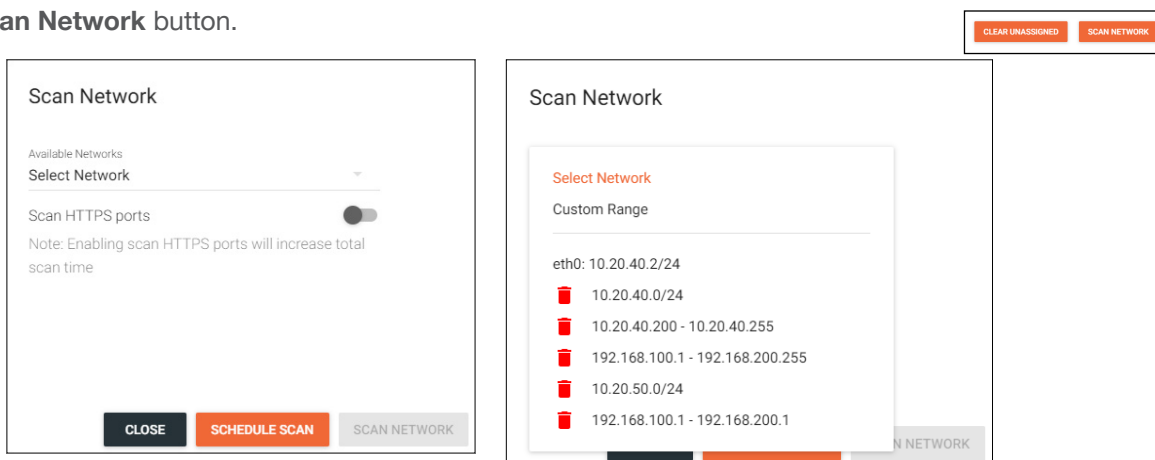 an Network button.
CLEAR UNASSIGNED SCAN NETWORK
Scan Network
Available Networks
Select Network
Scan HTTPS ports
Note: Enabling scan HTTPS ports will increase total
scan time
CLOSE SCHEDULE SCAN SCAN NETWORK
Scan Network
Select Network
Custom Range
eth0: 10.20.40.2/24
10.20.40.0/24
10.20.40.200 - 10.20.40.255
192.168.100.1 - 192.168.200.255
10.20.50.0/24
192.168.100.1 - 192.168.200.1
N NETWORK